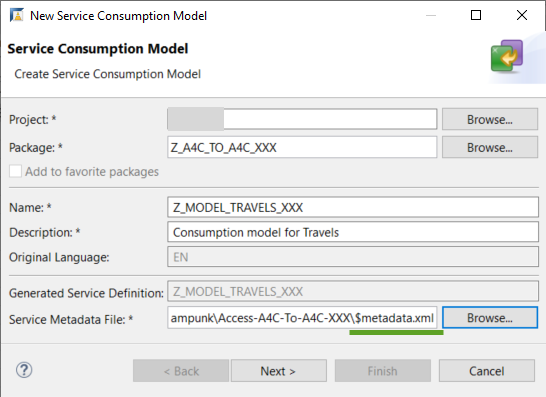 New Service Consumption Model
Service Consumption Model
Create Service Consumption Model
Project: *
Browse...
Package: *
Z_A4C_TO_A4C_XXX
Browse...
Add to favorite packages
Name: *
Z_MODEL_TRAVELS_XXX
Description: *
Consumption model for Travels
Original Language:
EN
Generated Service Definition:
Z_MODEL_TRAVELS_XXX
Service Metadata File: *
ampunk\Access-A4C-To-A4C-XXX\$metadata.xml
Browse...
?
< Back
Next >
Finish
Cancel